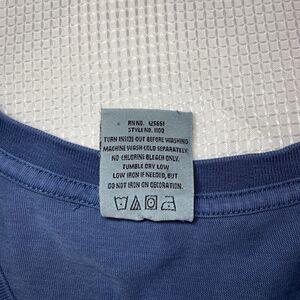 RN NO. 125651
STYLE NO. 1100
TURN INSIDE OUT BEFORE WASHING
MACHINE WASH COLD SEPARATELY,
NO CHLORINE BLEACH ONLY,
TUMBLE DRY LOW
LOW IRON IF NEEDED, BUT
DO NOT IRON ON DECORATION.